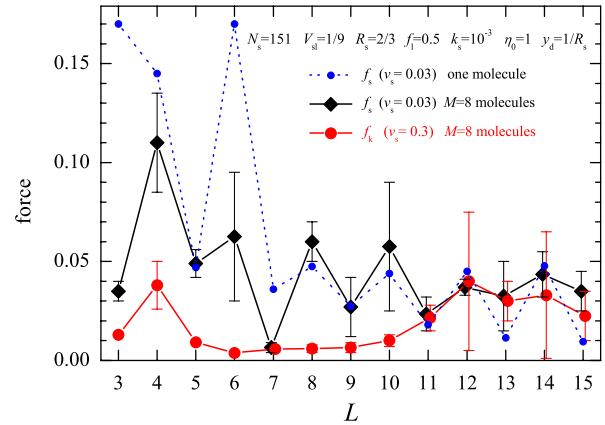 N_s=151 V_sl=1/9 R_s=2/3 f_l=0.5 k_s=10^-3 η_0=1 y_d=1/R_s
f_s (v_s= 0.03) one molecule
f_s (v_s= 0.03) M=8 molecules
f_k (v_s= 0.3) M=8 molecules
force
0.15
0.10
0.05
0.00
3 4 5 6 7 8 9 10 11 12 13 14 15
L